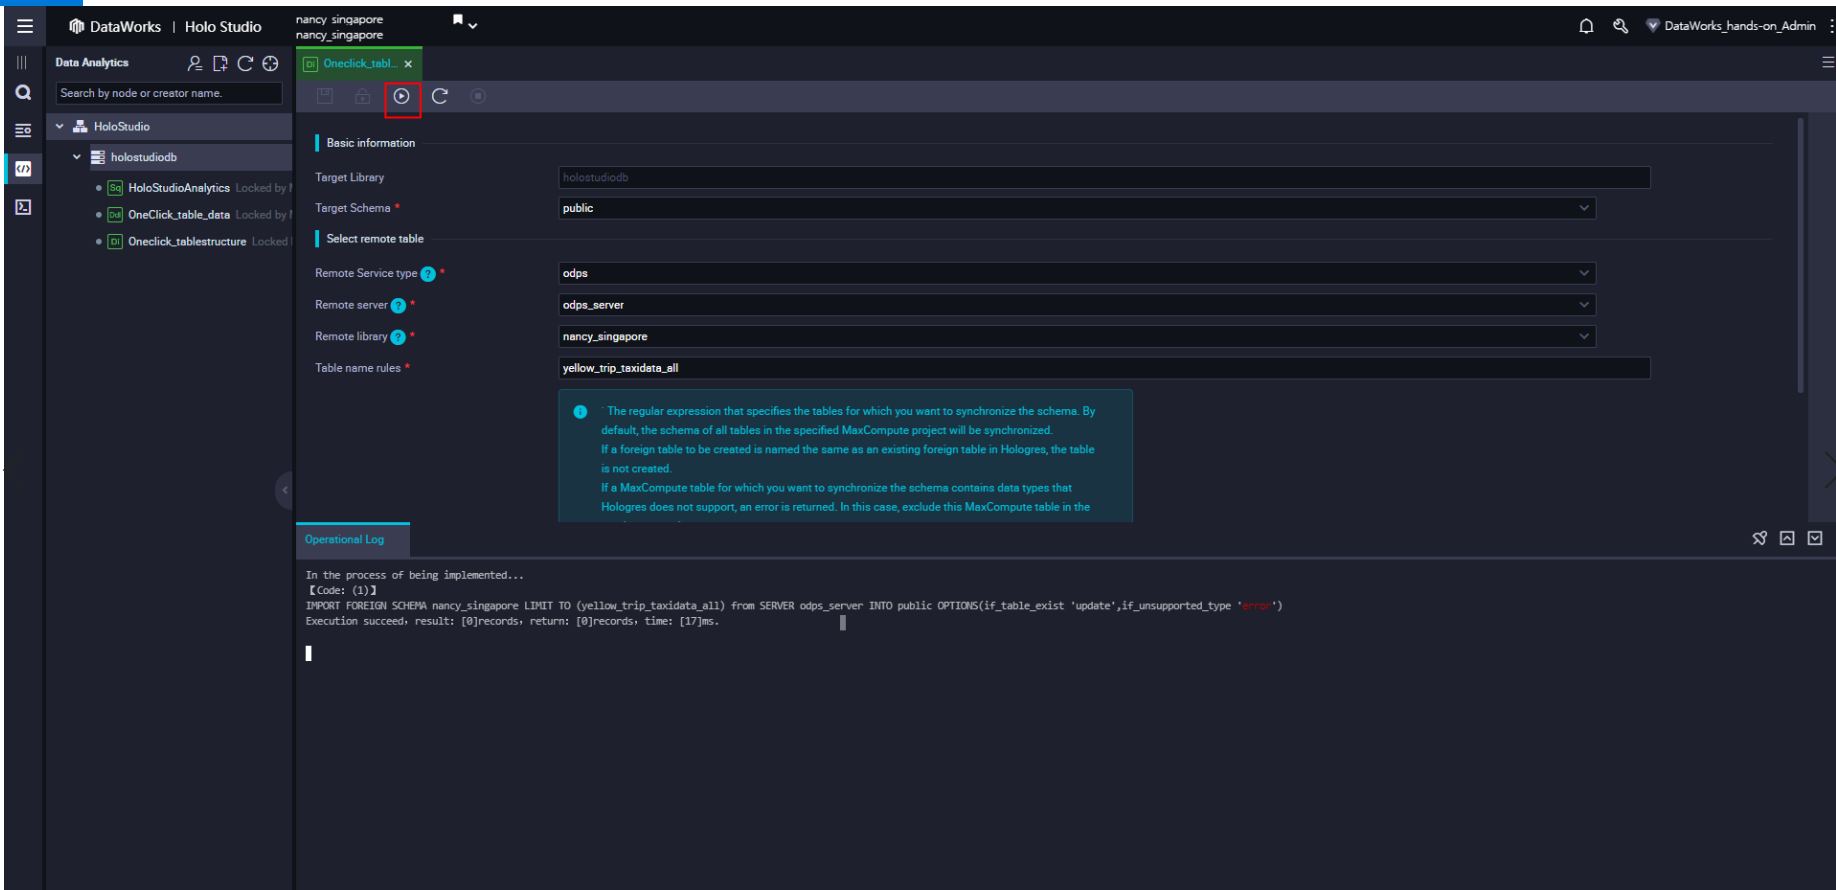 DataWorks | Holo Studio
nancy singapore
nancy_singapore
DataWorks_hands-on_Admin
Data Analytics
DI Oneclick_tabl...
Search by node or creator name.
HoloStudio
holostudiodb
Sq HoloStudioAnalytics Locked by
Ddl OneClick_table_data Locked by
DI Oneclick_tablestructure Locked
Basic information
Target Library
holostudiodb
Target Schema *
public
Select remote table
Remote Service type ? *
odps
Remote server ? *
odps_server
Remote library ? *
nancy_singapore
Table name rules *
yellow_trip_taxidata_all
` The regular expression that specifies the tables for which you want to synchronize the schema. By
default, the schema of all tables in the specified MaxCompute project will be synchronized.
If a foreign table to be created is named the same as an existing foreign table in Hologres, the table
is not created.
If a MaxCompute table for which you want to synchronize the schema contains data types that
Hologres does not support, an error is returned. In this case, exclude this MaxCompute table in the
Operational Log
In the process of being implemented...
【Code: (1)】
IMPORT FOREIGN SCHEMA nancy_singapore LIMIT TO (yellow_trip_taxidata_all) from SERVER odps_server INTO public OPTIONS(if_table_exist 'update',if_unsupported_type 'error')
Execution succeed，result: [0]records，return: [0]records，time: [17]ms.